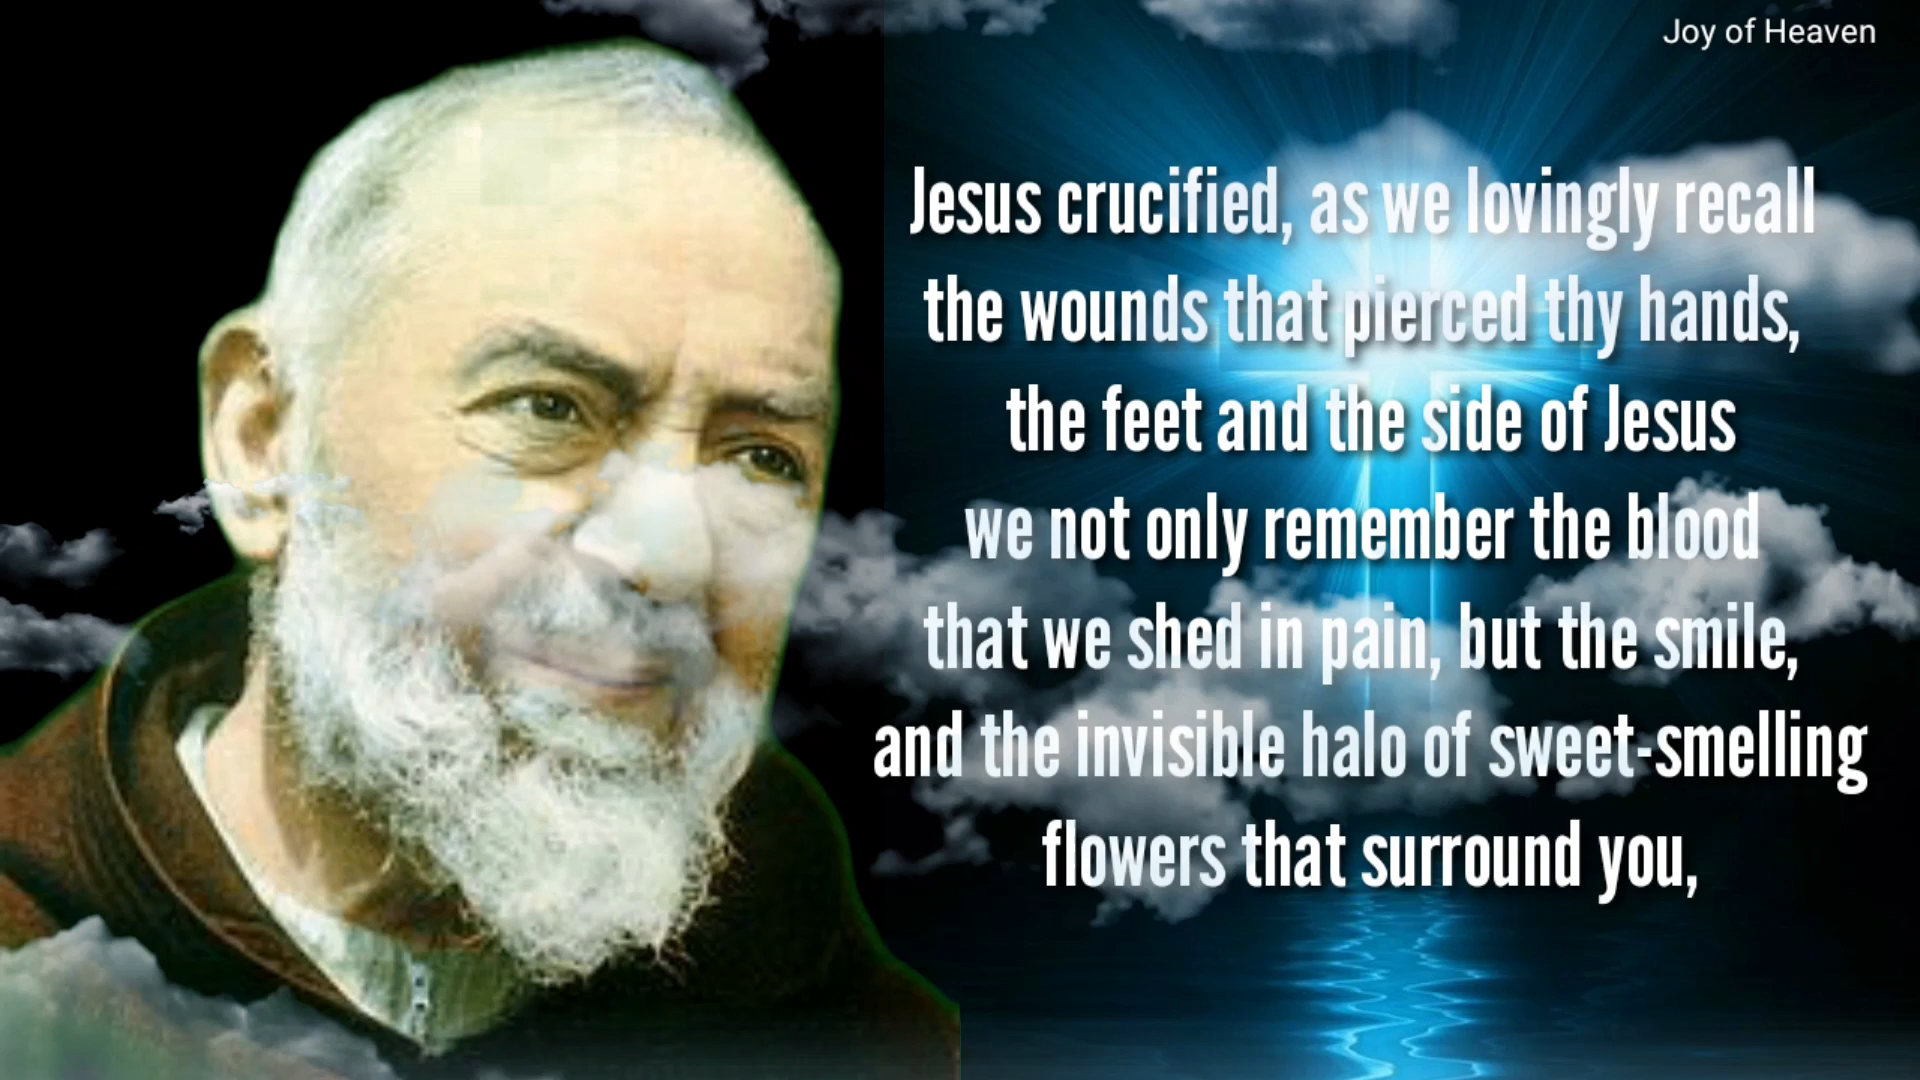 Joy of Heaven
Jesus crucified, as we lovingly recall
the wounds that pierced thy hands,
the feet and the side of Jesus
we not only remember the blood
that we shed in pain, but the smile,
and the invisible halo of sweet-smelling
flowers that surround you,